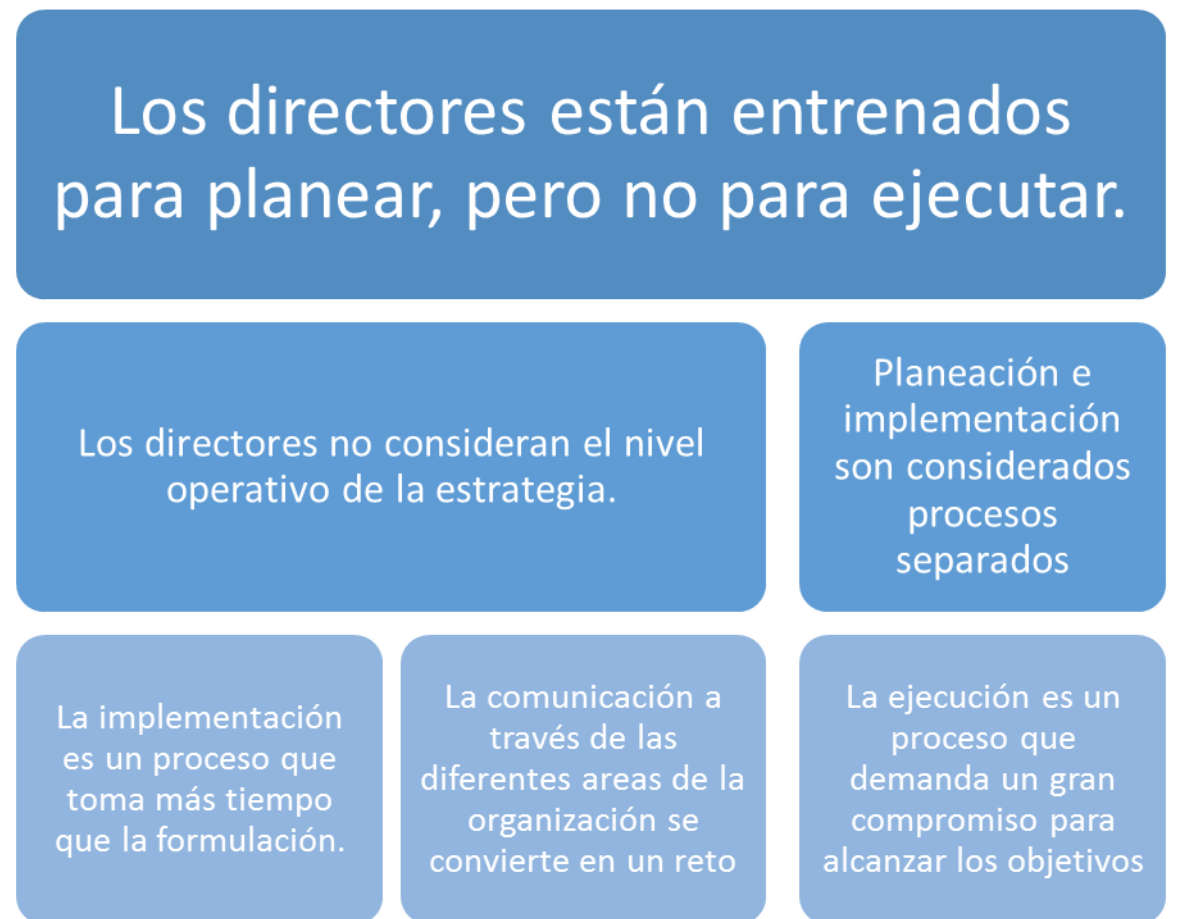 Los directores están entrenados
para planear, pero no para ejecutar.
Los directores no consideran el nivel
operativo de la estrategia.
Planeación e
implementación
son considerados
procesos
separados
La implementación
es un proceso que
toma más tiempo
que la formulación.
La comunicación a
través de las
diferentes areas de la
organización se
convierte en un reto
La ejecución es un
proceso que
demanda un gran
compromiso para
alcanzar los objetivos